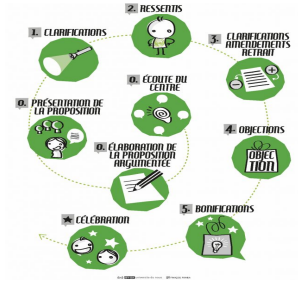 2. RESSENTS
1. CLARIFICATIONS
3. CLARIFICATIONS
AMENDEMENTS
RETRAIT
0. ÉCOUTE DU
CENTRE
0. PRÉSENTATION DE
LA PROPOSITION
0. ÉLABORATION DE
LA PROPOSITION
ARGUMENTÉE
4. OBJECTIONS
OBJEC
TION
5. BONIFICATIONS
CÉLÉBRATION